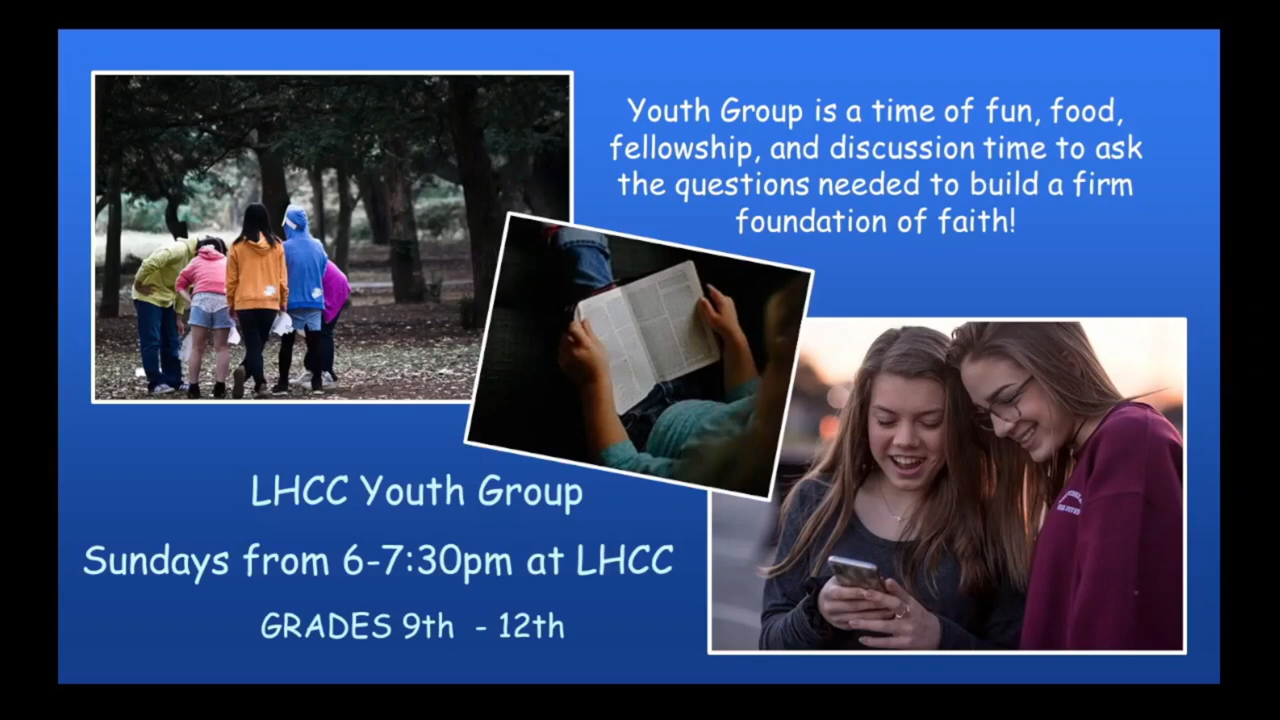 Youth Group is a time of fun, food,
fellowship, and discussion time to ask
the questions needed to build a firm
foundation of faith!
LHCC Youth Group
Sundays from 6-7:30pm at LHCC
GRADES 9th - 12th